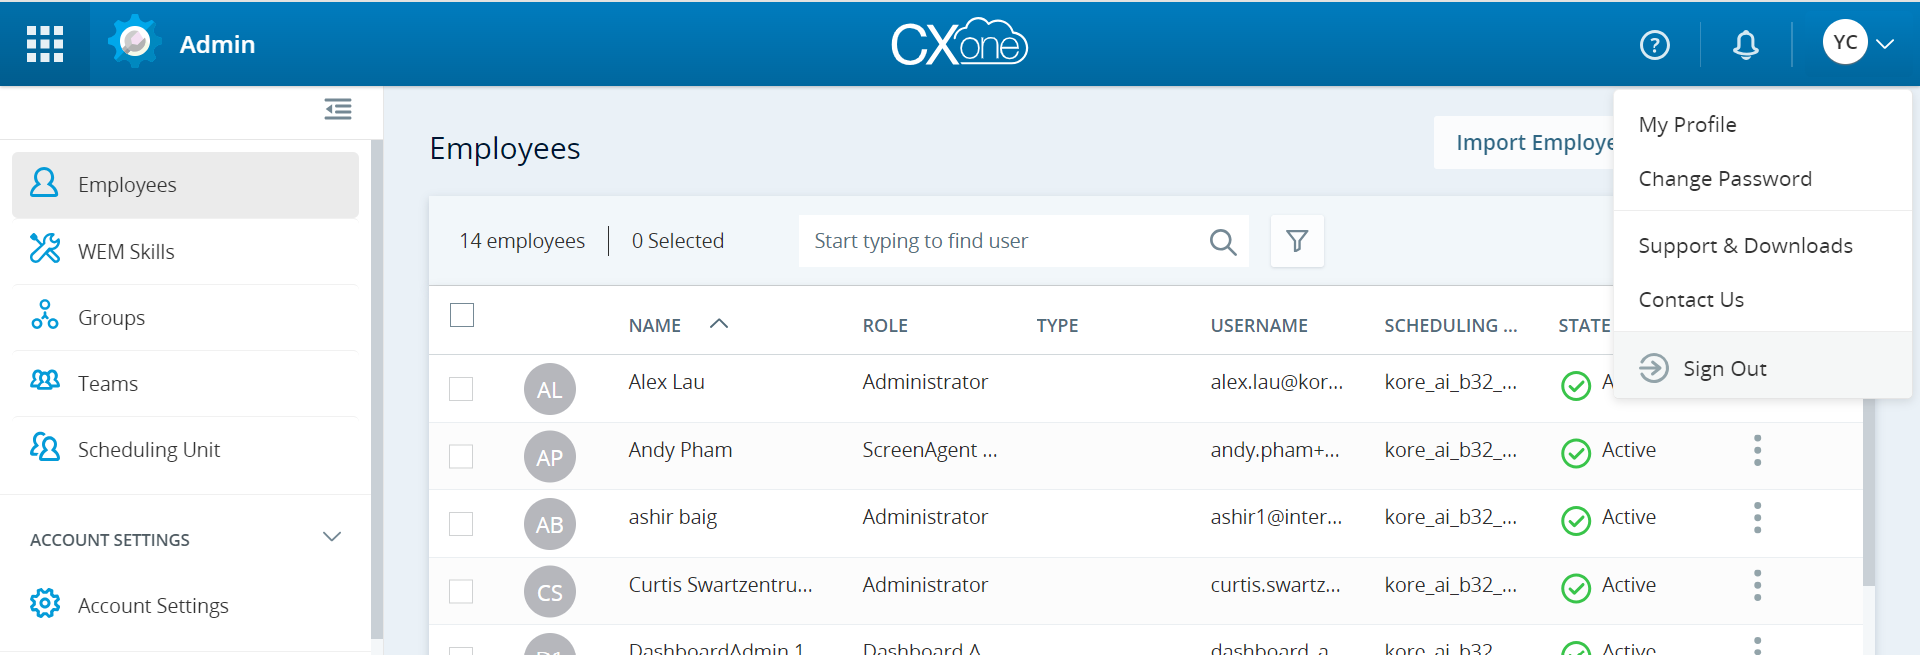 Admin
CXone
?
YC
My Profile
Change Password
Support & Downloads
Contact Us
Sign Out
Employees
WEM Skills
Groups
Teams
Scheduling Unit
ACCOUNT SETTINGS
Account Settings
Employees
Import Employe
14 employees
0 Selected
Start typing to find user
NAME ROLE TYPE USERNAME SCHEDULING ... STATE
AL Alex Lau Administrator alex.lau@kor... kore_ai_b32_... A
AP Andy Pham ScreenAgent ... andy.pham+... kore_ai_b32_... Active
AB ashir baig Administrator ashir1@inter... kore_ai_b32_... Active
CS Curtis Swartzentru... Administrator curtis.swartz... kore_ai_b32_... Active
D1 DashboardAdmin 1 Dashboard A dashboard_a kore_ai_b32_ Active